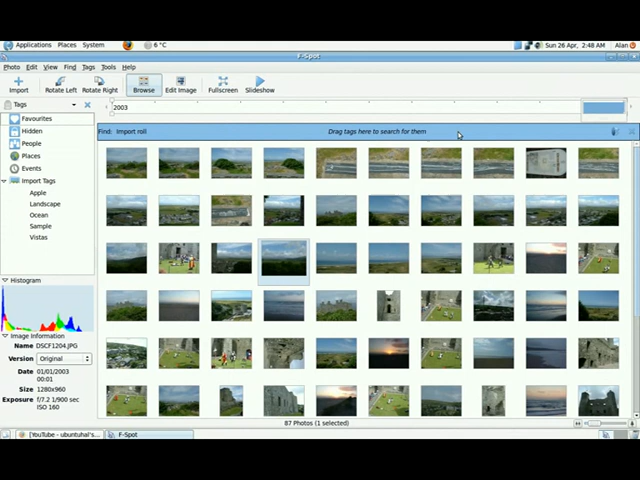 Applications Places System 6 °C Sun 26 Apr, 2:48 AM Alan
F-Spot
Photo Edit View Find Tags Tools Help
Import Rotate Left Rotate Right Browse Edit Image Fullscreen Slideshow
Tags
2003
Favourites
Find: Import roll Drag tags here to search for them
Hidden
People
Places
Events
Import Tags
Apple
Landscape
Ocean
Sample
Vistas
Histogram
Image Information
Name DSCF1204.JPG
Version Original
Date 01/01/2003
00:01
Size 1280x960
Exposure f/7.2 1/900 sec
ISO 160
87 Photos (1 selected)
[YouTube - ubuntuhal's... F-Spot